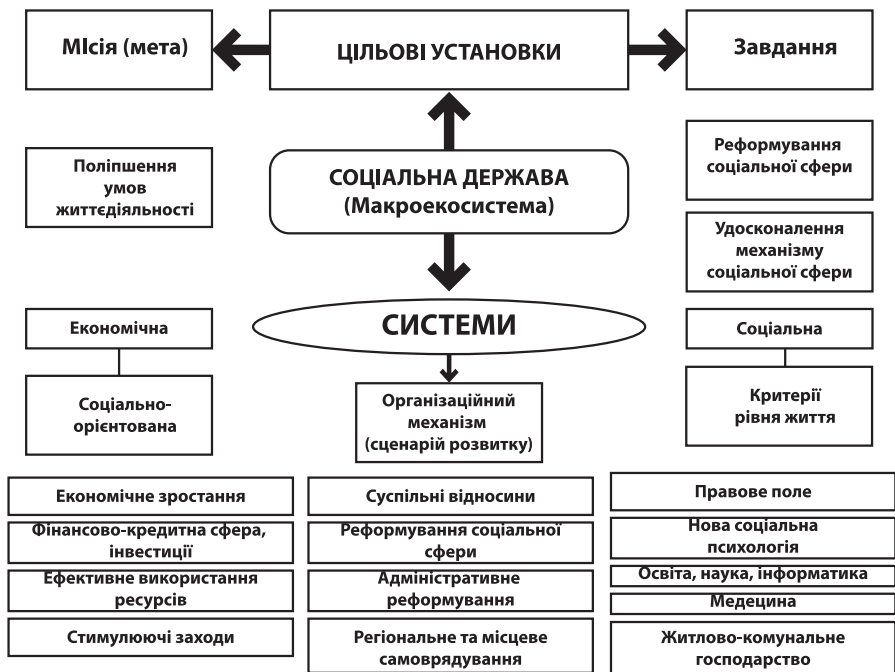 МІсія (мета)
ЦІЛЬОВІ УСТАНОВКИ
Завдання
Поліпшення
умов
життєдіяльності
СОЦІАЛЬНА ДЕРЖАВА
(Макроекосистема)
Реформування
соціальної сфери
Удосконалення
механізму
соціальної сфери
Економічна
СИСТЕМИ
Соціальна
Соціально-
орієнтована
Організаційний
механізм
(сценарій розвитку)
Критерії
рівня життя
Економічне зростання
Фінансово-кредитна сфера,
інвестиції
Ефективне використання
ресурсів
Стимулюючі заходи
Суспільні відносини
Реформування соціальної
сфери
Адміністративне
реформування
Регіональне та місцеве
самоврядування
Правове поле
Нова соціальна
психологія
Освіта, наука, інформатика
Медецина
Житлово-комунальне
господарство